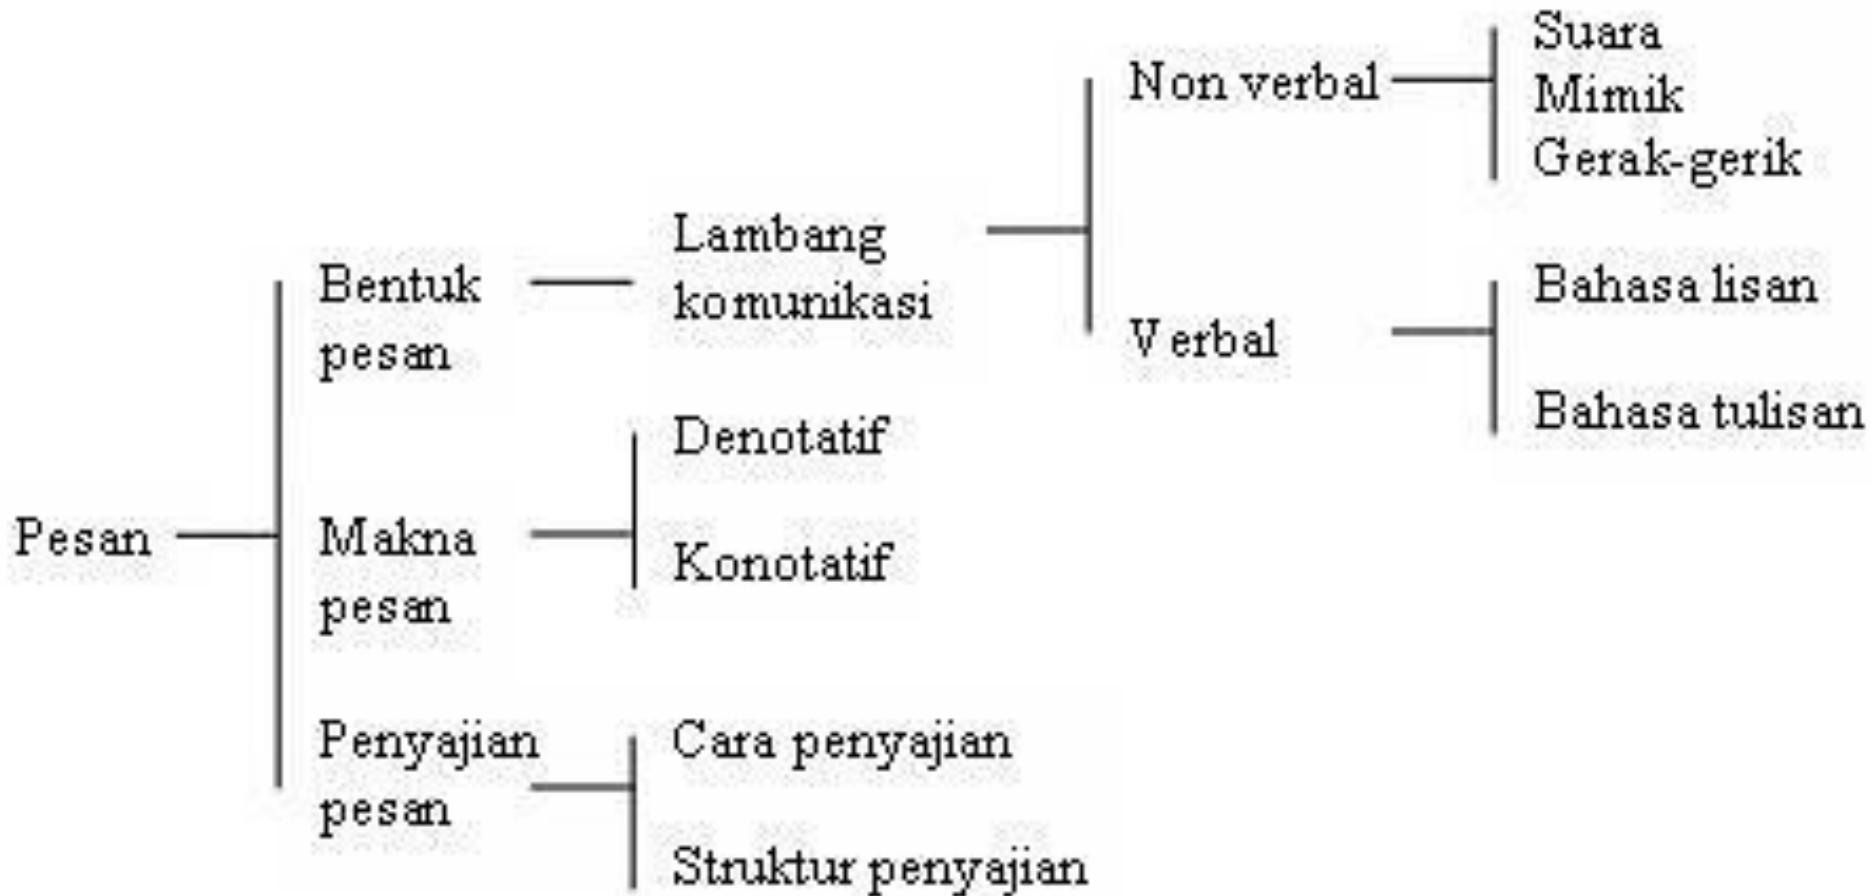 Suara
Non verbal
Mimik
Gerak-gerik
Lambang
komunikasi
Bentuk
pesan
Bahasa lisan
Verbal
Bahasa tulisan
Denotatif
Pesan
Makna
pesan
Konotatif
Penyajian
pesan
Cara penyajian
Struktur penyajian